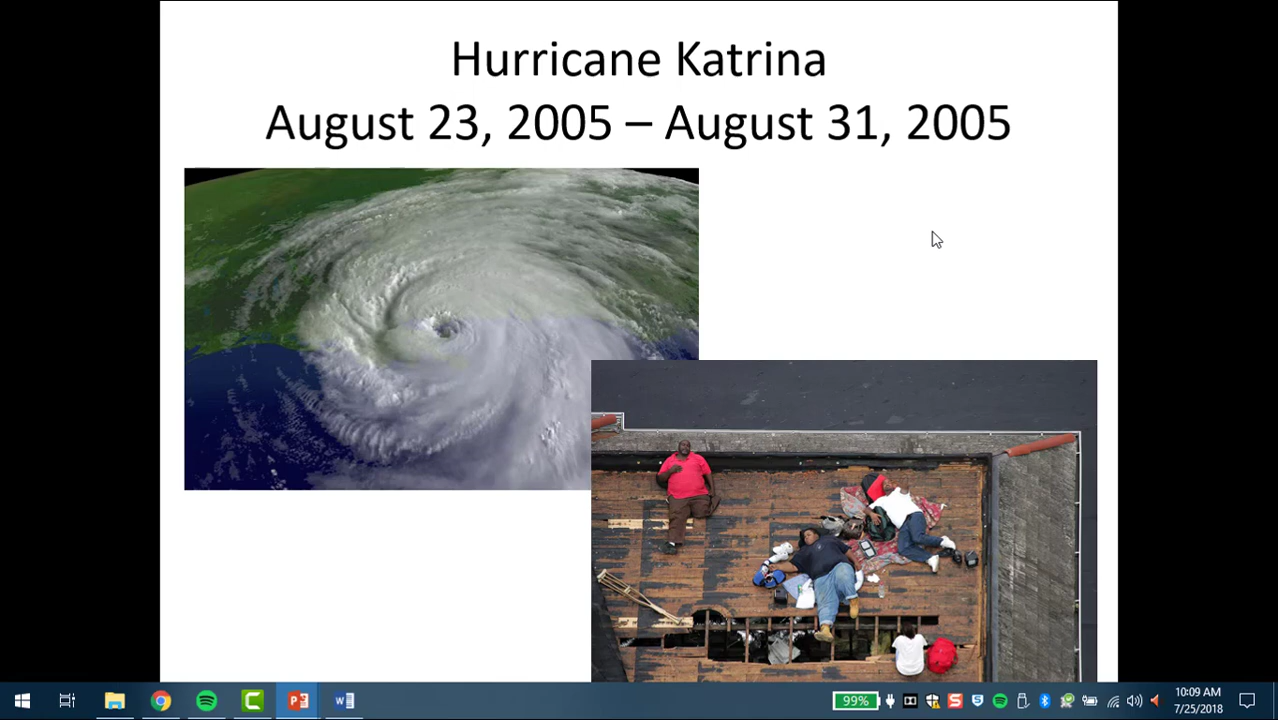 Hurricane Katrina
August 23, 2005 – August 31, 2005
99%
10:09 AM
7/25/2018